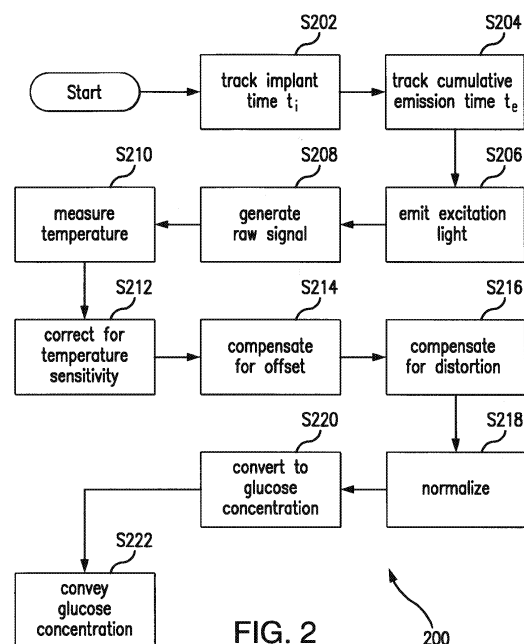 S202
S204
Start
track implant
time ti
track cumulative
emission time te
S210
S208
S206
measure
temperature
generate
raw signal
emit excitation
light
S212
S214
S216
correct for
temperature
sensitivity
compensate
for offset
compensate
for distortion
S220
S218
convert to
glucose
concentration
normalize
S222
convey
glucose
concentration
FIG. 2
200